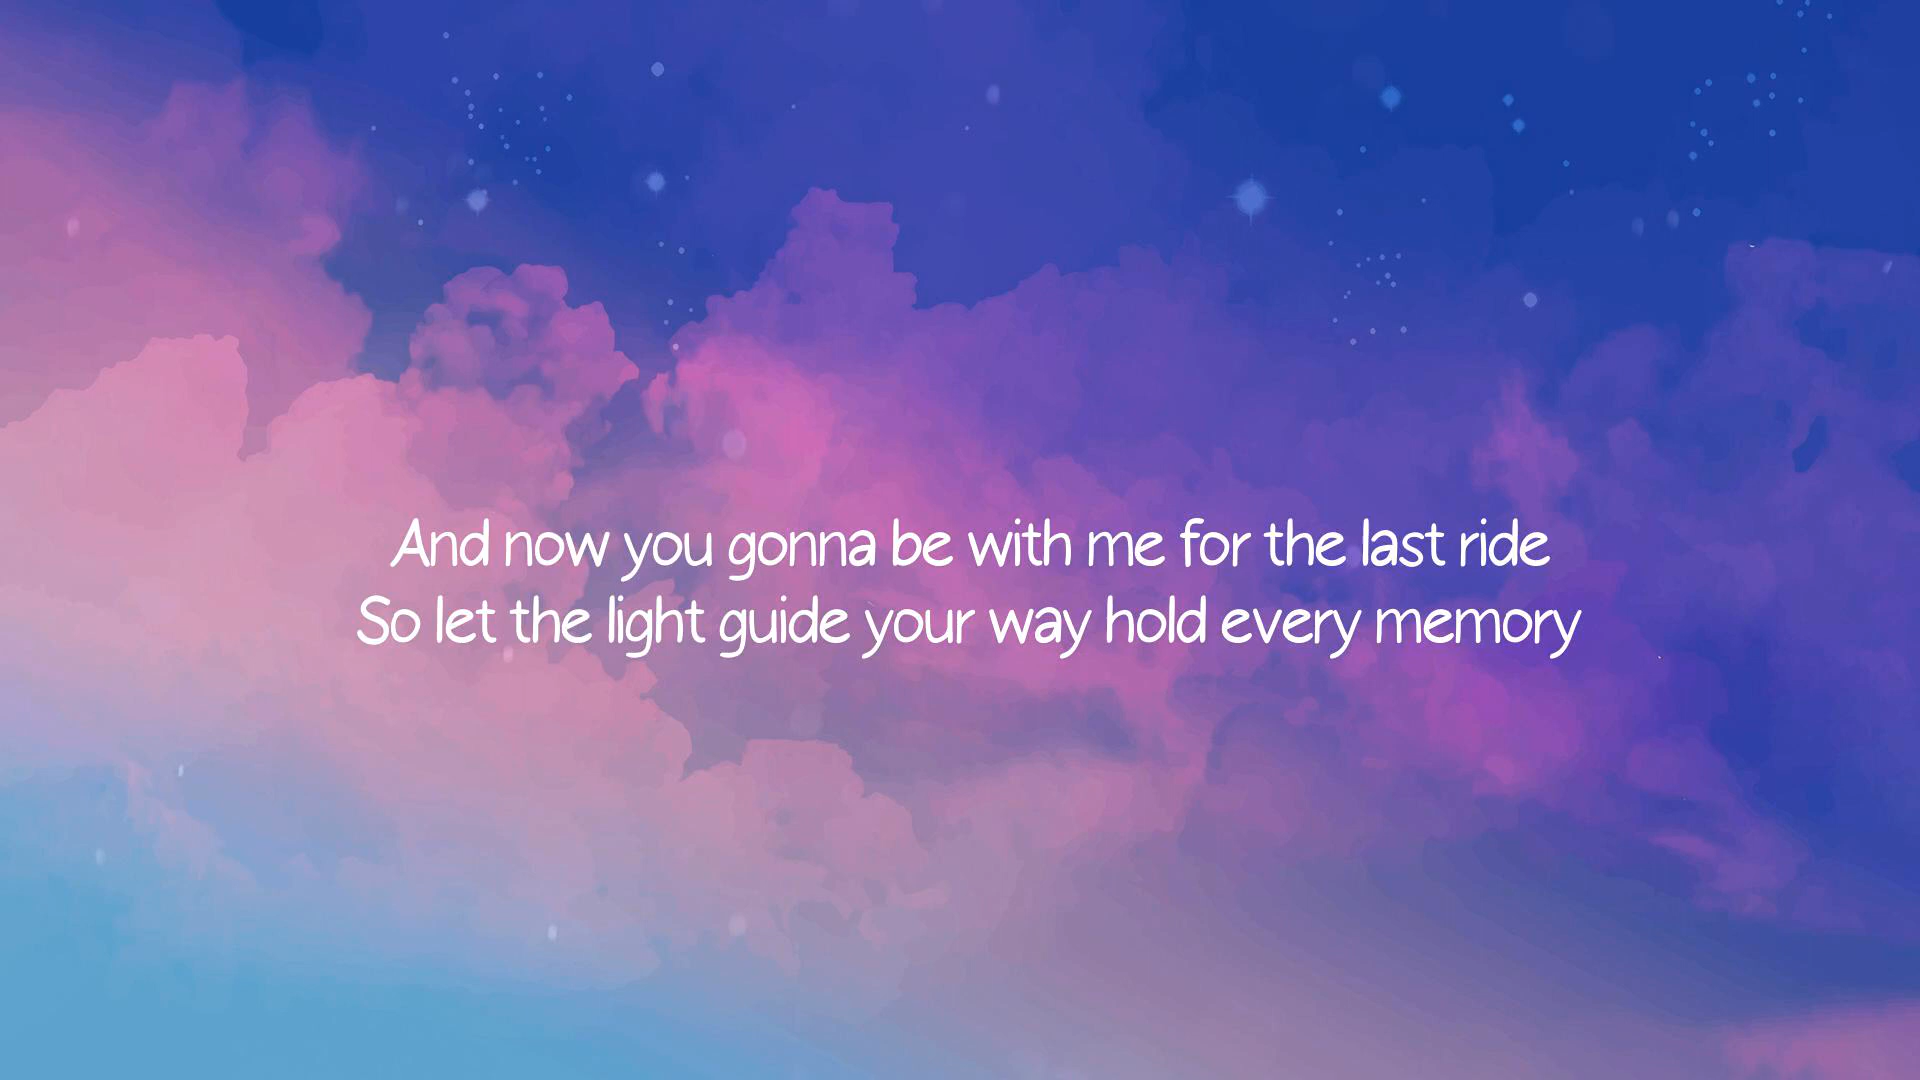 And now you gonna be with me for the last ride
So let the light guide your way hold every memory